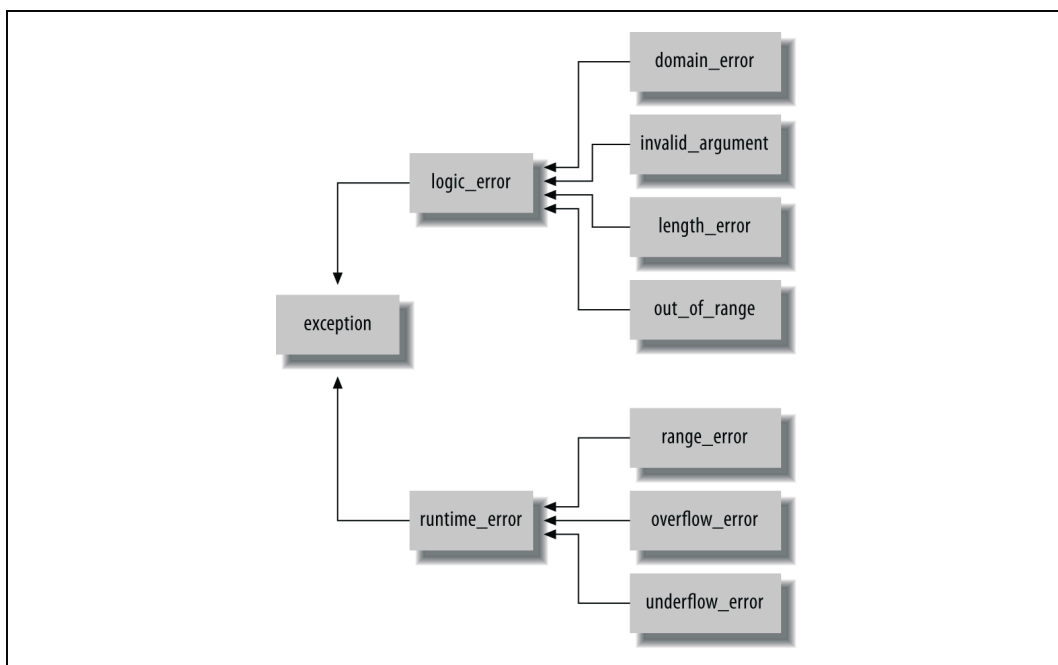 domain_error
invalid_argument
logic_error
length_error
out_of_range
exception
range_error
runtime_error
overflow_error
underflow_error